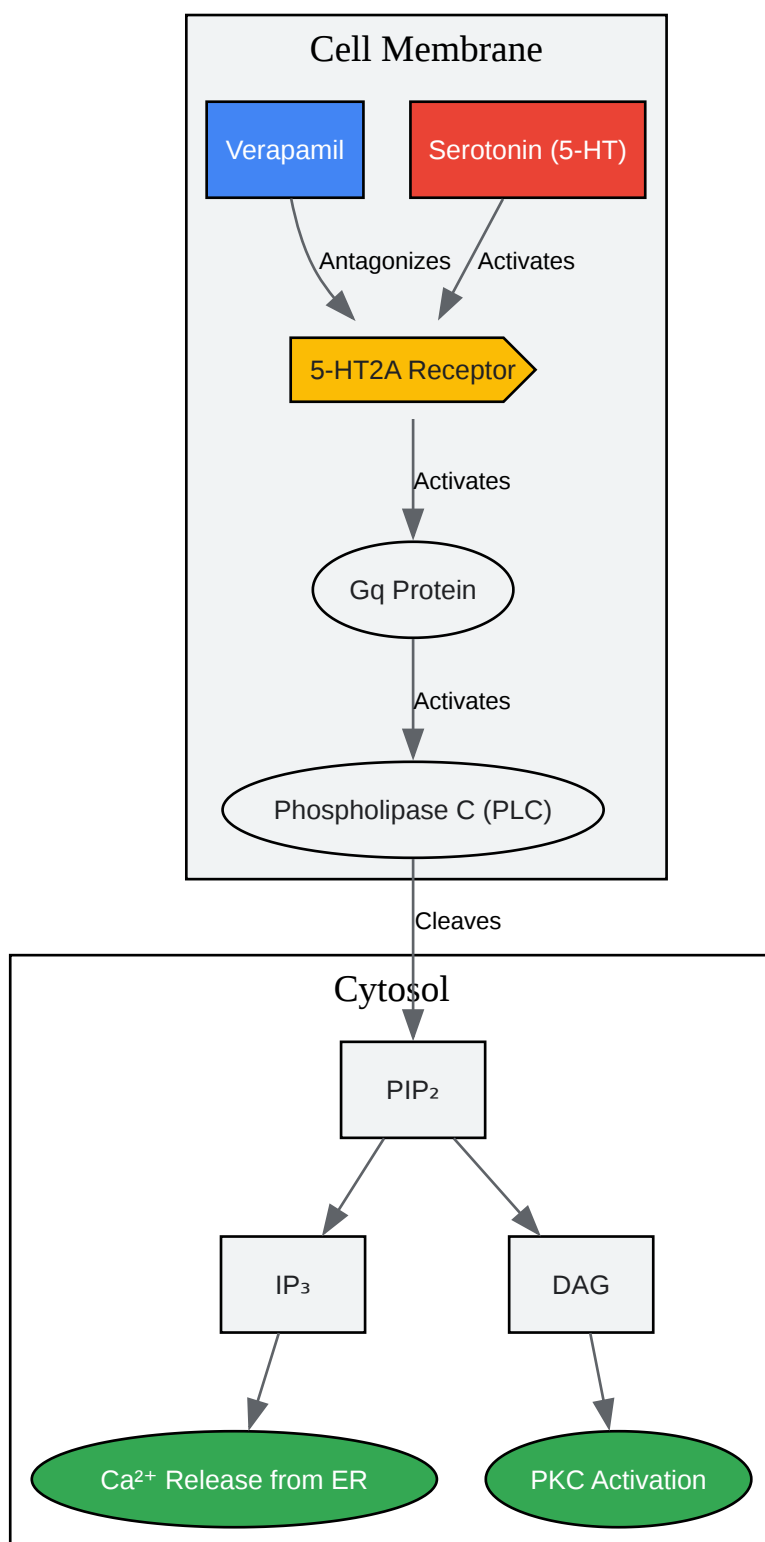 Cell Membrane
Verapamil
Serotonin (5-HT)
Antagonizes
Activates
5-HT2A Receptor
Activates
Gq Protein
Activates
Phospholipase C (PLC)
Cleaves
Cytosol
PIP₂
IP₃
DAG
Ca²⁺ Release from ER
PKC Activation